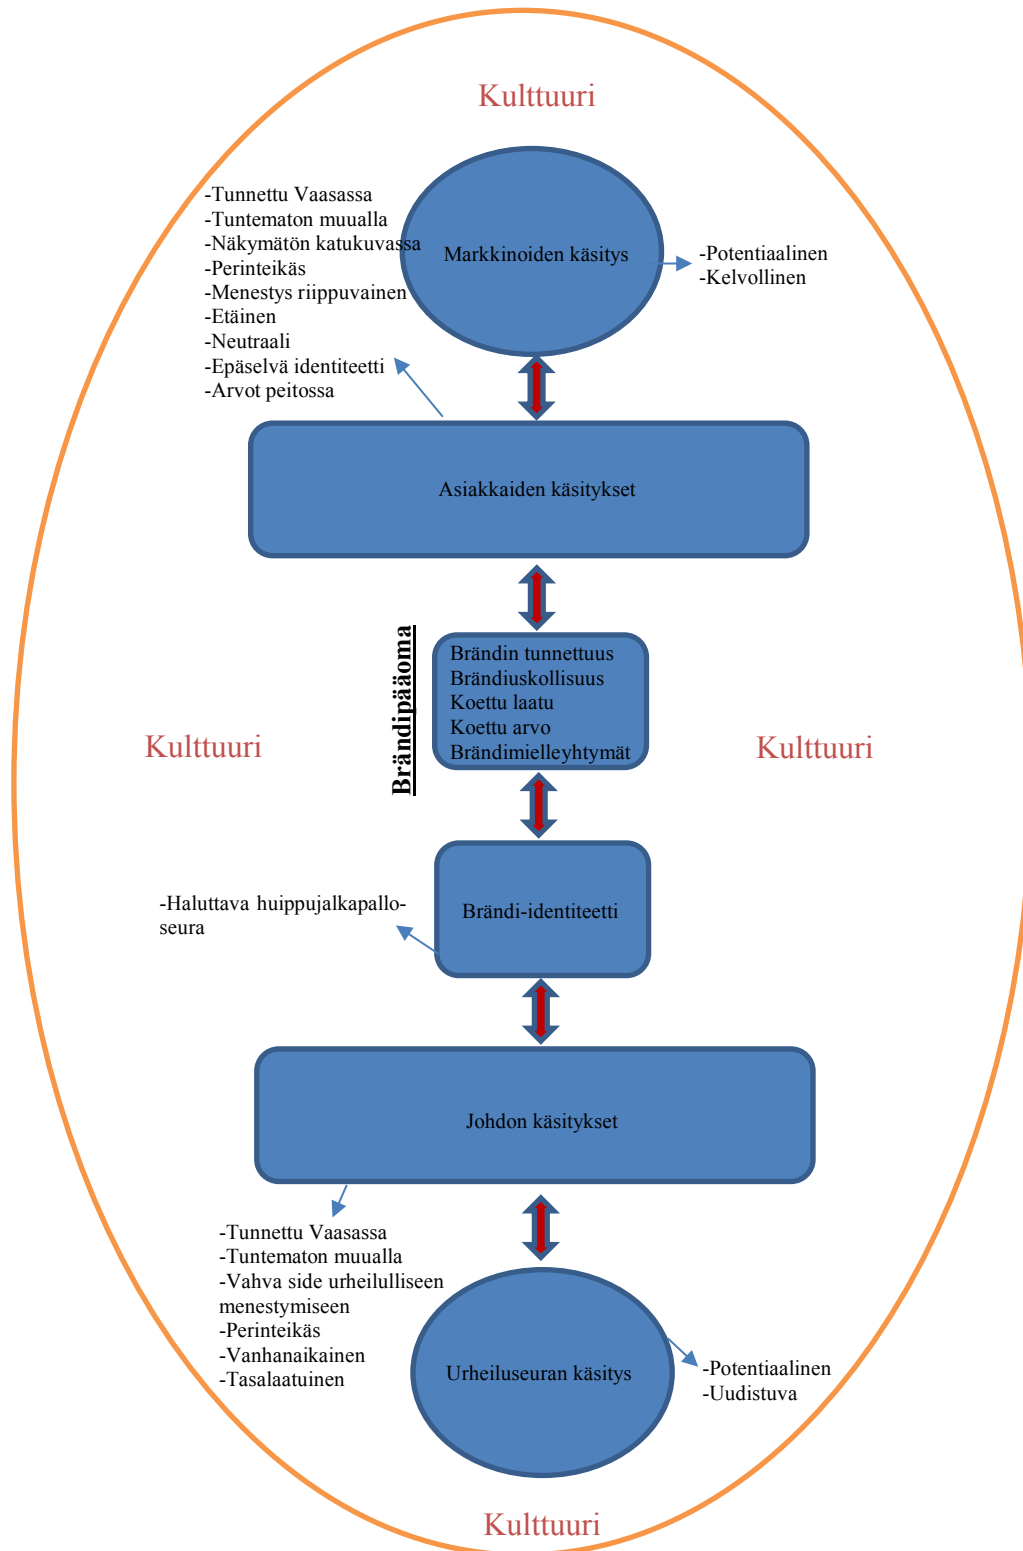 Kulttuuri
-Tunnettu Vaasassa
-Tuntematon muualla
-Näkymätön katukuvassa
-Perinteikäs
-Menestys riippuvainen
-Etäinen
-Neutraali
-Epäselvä identiteetti
-Arvot peitossa
Markkinoiden käsitys
-Potentiaalinen
-Kelvollinen
Asiakkaiden käsitykset
Brändipääoma
Brändin tunnettuus
Brändiuskollisuus
Koettu laatu
Koettu arvo
Brändimielleyhtymät
Kulttuuri
Kulttuuri
-Haluttava huippujalkapallo-
seura
Brändi-identiteetti
Johdon käsitykset
-Tunnettu Vaasassa
-Tuntematon muualla
-Vahva side urheilulliseen
menestymiseen
-Perinteikäs
-Vanhanaikainen
-Tasalaatuinen
Urheiluseuran käsitys
-Potentiaalinen
-Uudistuva
Kulttuuri